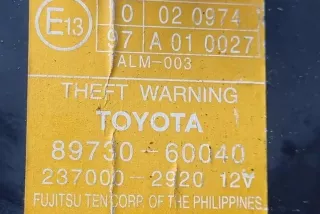 E13
0 02 0974
97 A 01 0027
ALM-003
THEFT WARNING
TOYOTA
89730-60040
237000-2920 12V
FUJITSU TEN CORP. OF THE PHILIPPINES